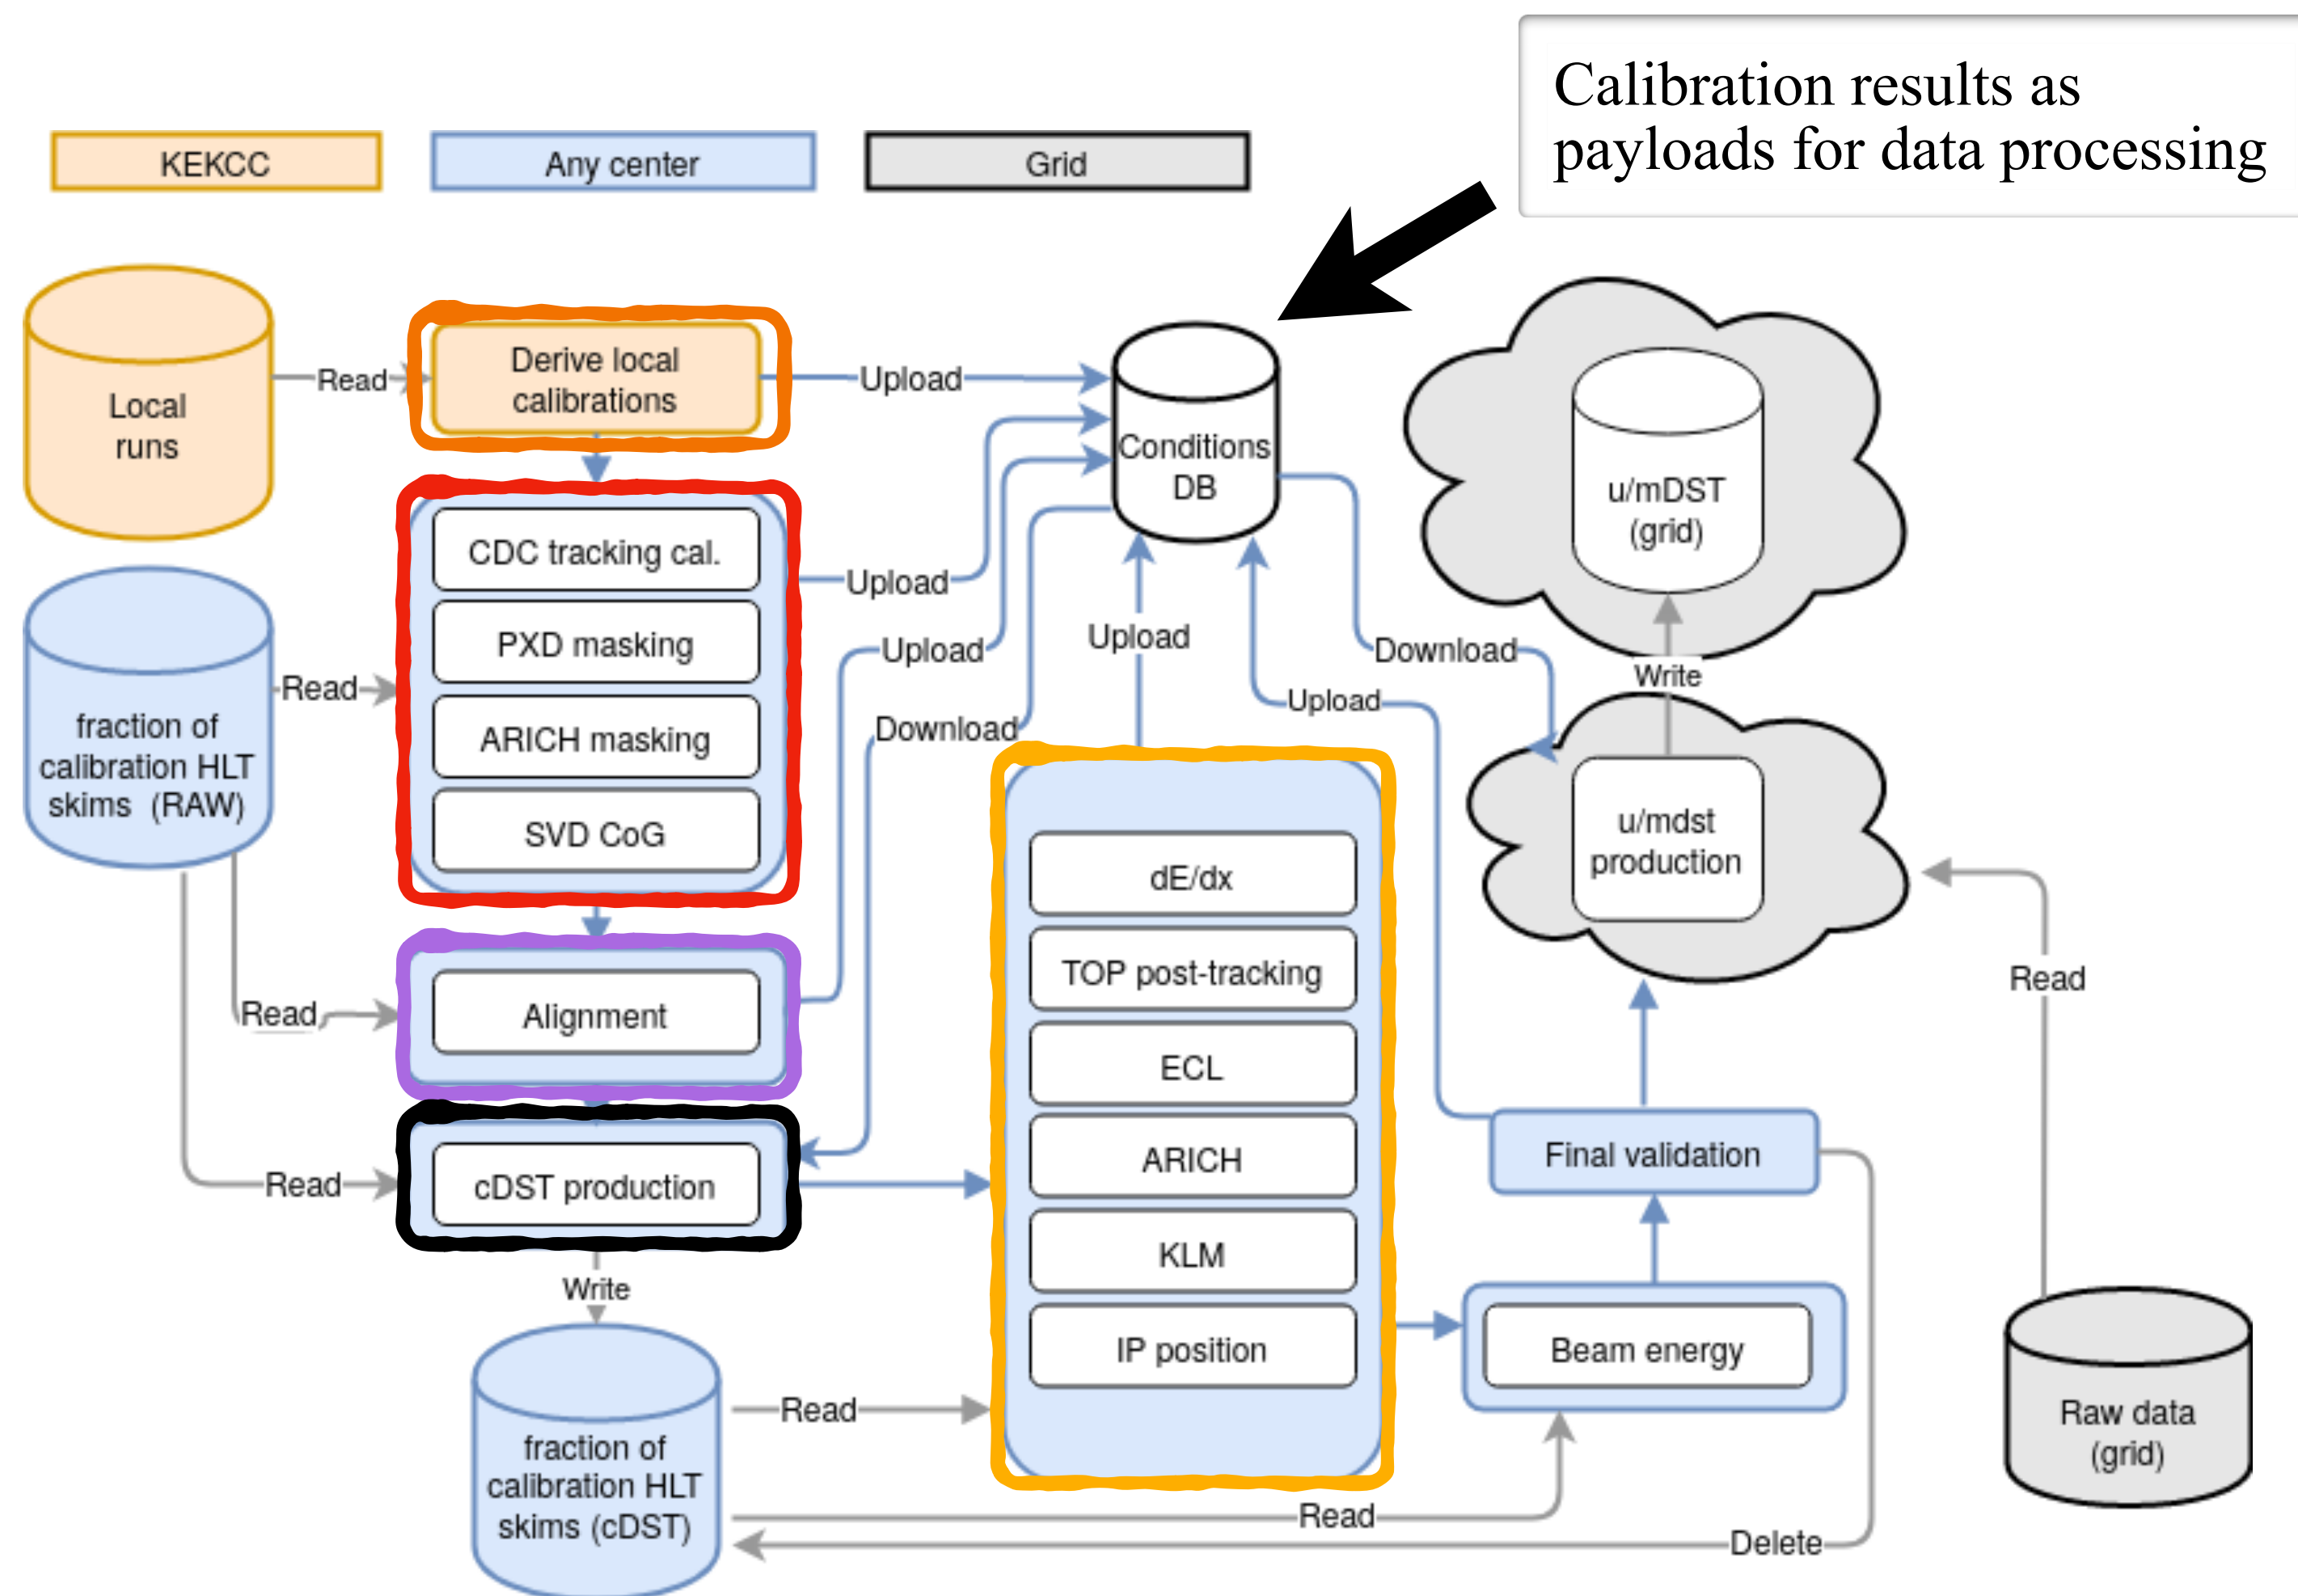 Calibration results as
payloads for data processing
KEKCC
Any center
Grid
Local
runs
Read
Derive local
calibrations
Upload
Conditions
DB
u/mDST
(grid)
fraction of
calibration HLT
skims (RAW)
Read
CDC tracking cal.
PXD masking
ARICH masking
SVD CoG
Upload
Upload
Download
Upload
Upload
Download
Write
u/mdst
production
Read
Alignment
Read
cDST production
Write
fraction of
calibration HLT
skims (cDST)
Read
dE/dx
TOP post-tracking
ECL
ARICH
KLM
IP position
Final validation
Beam energy
Read
Delete
Read
Raw data
(grid)